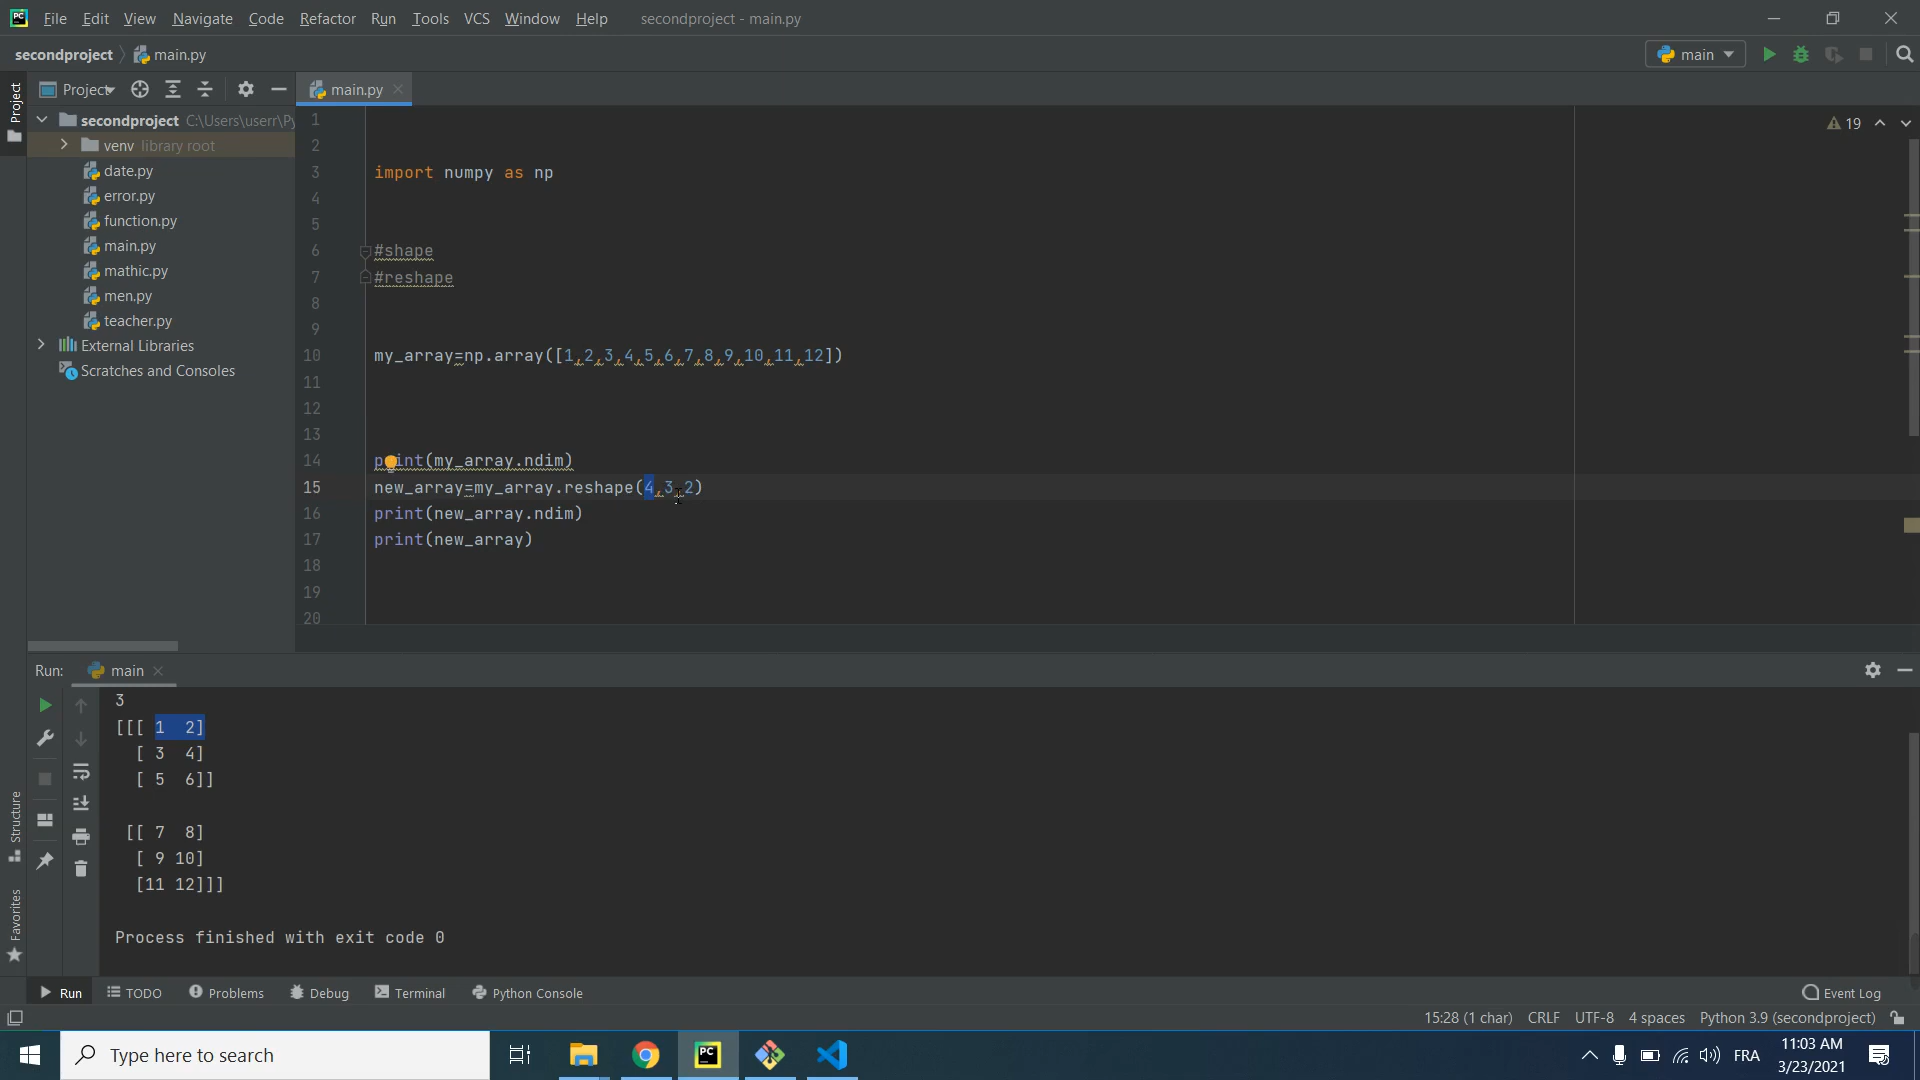 PC File Edit View Navigate Code Refactor Run Tools VCS Window Help secondproject - main.py
secondproject main.py main
Project main.py
secondproject C:\Users\userr\Py
venv library root
date.py
error.py
function.py
main.py
mathic.py
men.py
teacher.py
External Libraries
Scratches and Consoles
Project
Structure
Favorites
19
1
2
3 import numpy as np
4
5
6 #shape
7 #reshape
8
9
10 my_array=np.array([1,2,3,4,5,6,7,8,9,10,11,12])
11
12
13
14 print(my_array.ndim)
15 new_array=my_array.reshape(4,3,2)
16 print(new_array.ndim)
17 print(new_array)
18
19
20
Run: main
3
[[[ 1 2]
[ 3 4]
[ 5 6]]
[[ 7 8]
[ 9 10]
[11 12]]]
Process finished with exit code 0
Run TODO Problems Debug Terminal Python Console Event Log
15:28 (1 char) CRLF UTF-8 4 spaces Python 3.9 (secondproject)
Type here to search PC FRA 11:03 AM
3/23/2021